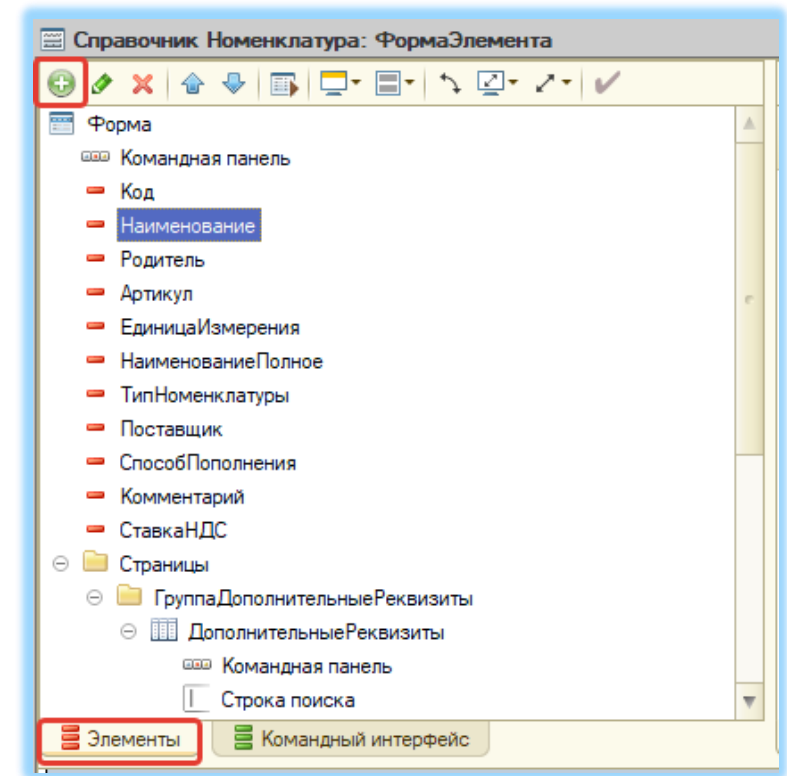 Справочник Номенклатура: ФормаЭлемента
Форма
Командная панель
Код
Наименование
Родитель
Артикул
ЕдиницаИзмерения
НаименованиеПолное
ТипНоменклатуры
Поставщик
СпособПополнения
Комментарий
СтавкаНДС
Страницы
ГруппаДополнительныеРеквизиты
ДополнительныеРеквизиты
Командная панель
Строка поиска
Элементы
Командный интерфейс